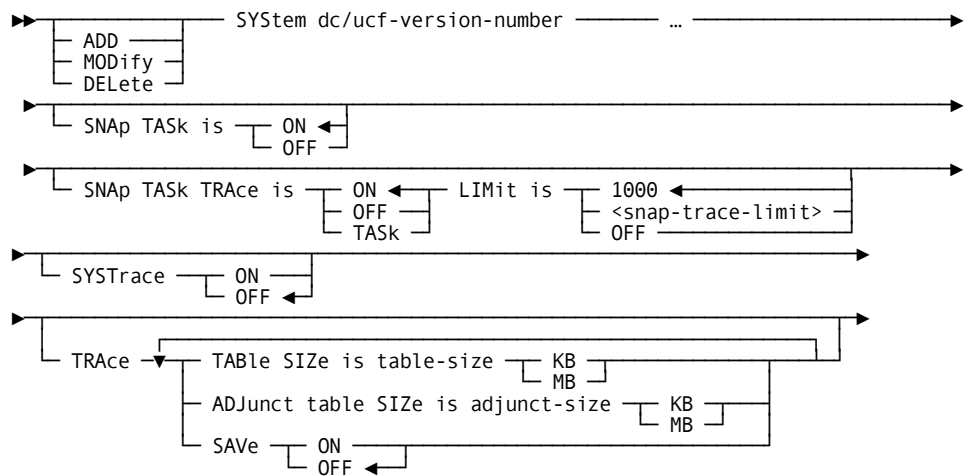 SYStem dc/ucf-version-number ...
ADD
MODify
DELete
SNAp TASk is ON
OFF
SNAp TASk TRAce is ON LIMit is 1000
OFF <snap-trace-limit>
TASk OFF
SYSTrace ON
OFF
TRAce TABle SIZe is table-size KB
MB
ADJunct table SIZe is adjunct-size KB
MB
SAVe ON
OFF